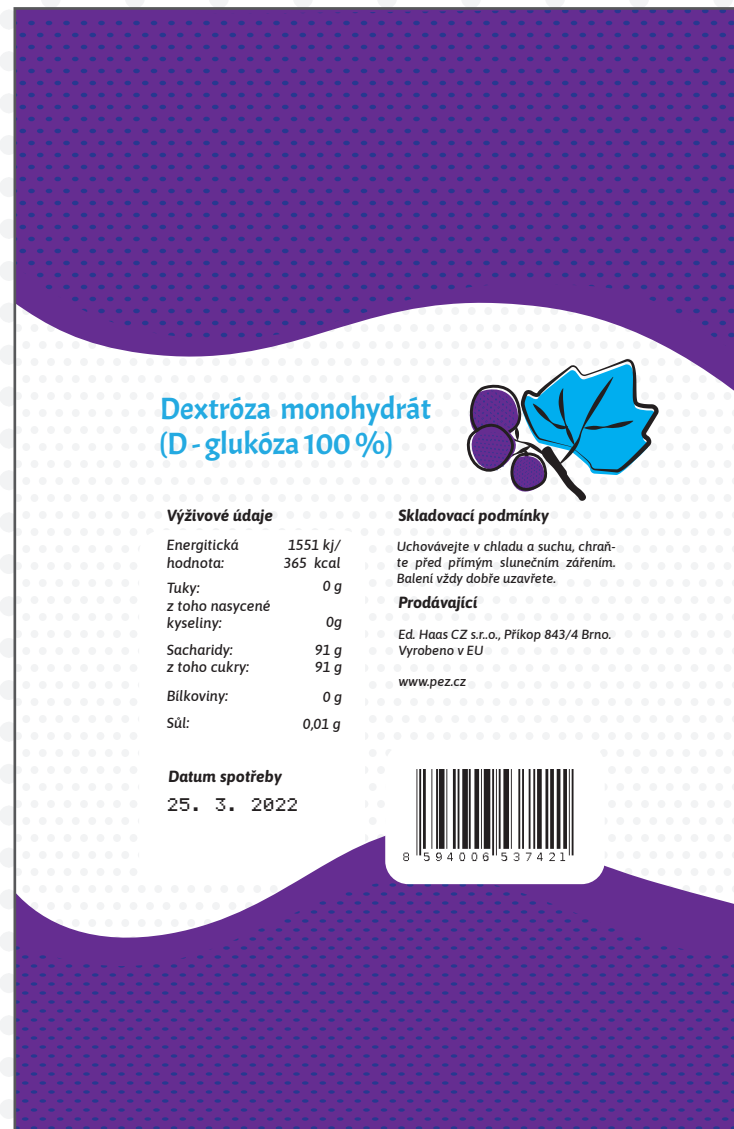 Dextróza monohydrát
(D - glukóza 100 %)
Výživové údaje
Energitická 1551 kj/
hodnota: 365 kcal
Tuky: 0 g
z toho nasycené
kyseliny: 0g
Sacharidy: 91 g
z toho cukry: 91 g
Bílkoviny: 0 g
Sůl: 0,01 g
Datum spotřeby
25. 3. 2022
Skladovací podmínky
Uchovávejte v chladu a suchu, chraň-
te před přímým slunečním zářením.
Balení vždy dobře uzavřete.
Prodávající
Ed. Haas CZ s.r..o., Příkop 843/4 Brno.
Vyrobeno v EU
www.pez.cz
8 594006 537421